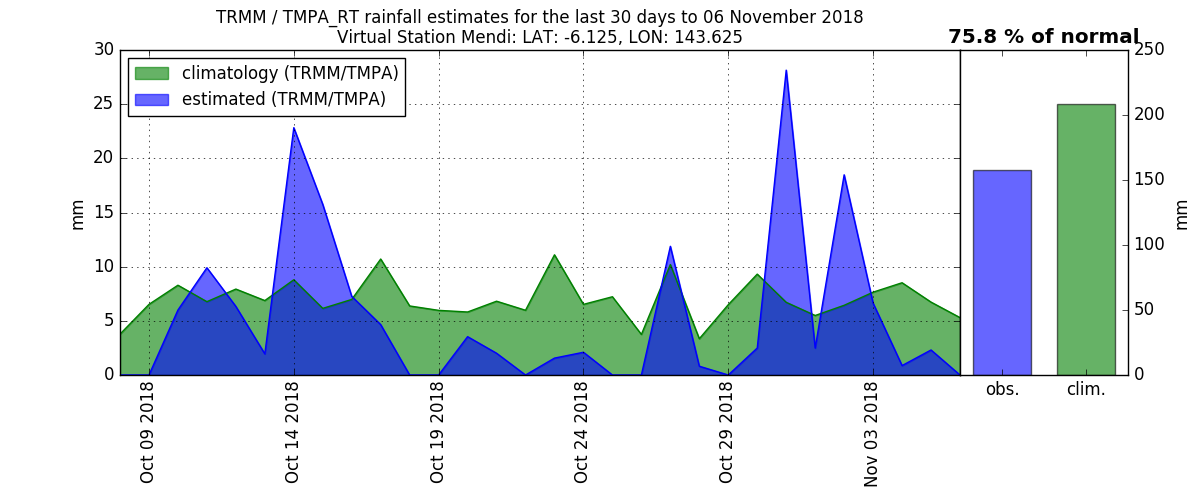 TRMM / TMPA_RT rainfall estimates for the last 30 days to 06 November 2018
Virtual Station Mendi: LAT: -6.125, LON: 143.625
75.8 % of normal
climatology (TRMM/TMPA)
estimated (TRMM/TMPA)
30
25
20
15
10
5
0
mm
Oct 09 2018
Oct 14 2018
Oct 19 2018
Oct 24 2018
Oct 29 2018
Nov 03 2018
obs.
clim.
250
200
150
100
50
0
mm